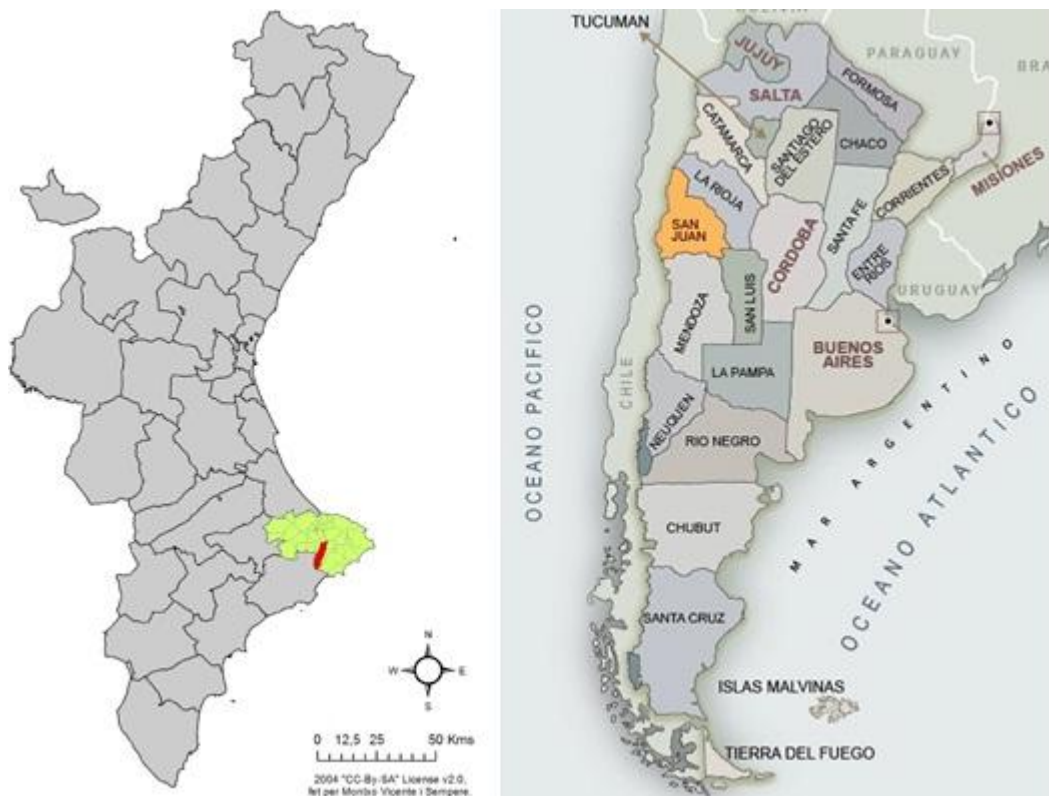 N
W E
S
0 12,5 25 50 Kms
2004 "CC-By-SA" License v2.0,
fet per Montxo Vicente i Sempere.
TUCUMAN
BOLIVIA
PARAGUAY
BRA
JUJUY
FORMOSA
SALTA
CATAMARCA
SANTIAGO
DEL ESTERO
CHACO
MISIONES
LA RIOJA
CORRIENTES
SAN
JUAN
SANTA FE
CORDOBA
ENTRE
RIOS
URUGUAY
MENDOZA
SAN LUIS
BUENOS
AIRES
OCEANO PACIFICO
CHILE
LA PAMPA
NEUQUEN
RIO NEGRO
MAR ARGENTINO
OCEANO ATLANTICO
CHUBUT
SANTA CRUZ
ISLAS MALVINAS
TIERRA DEL FUEGO